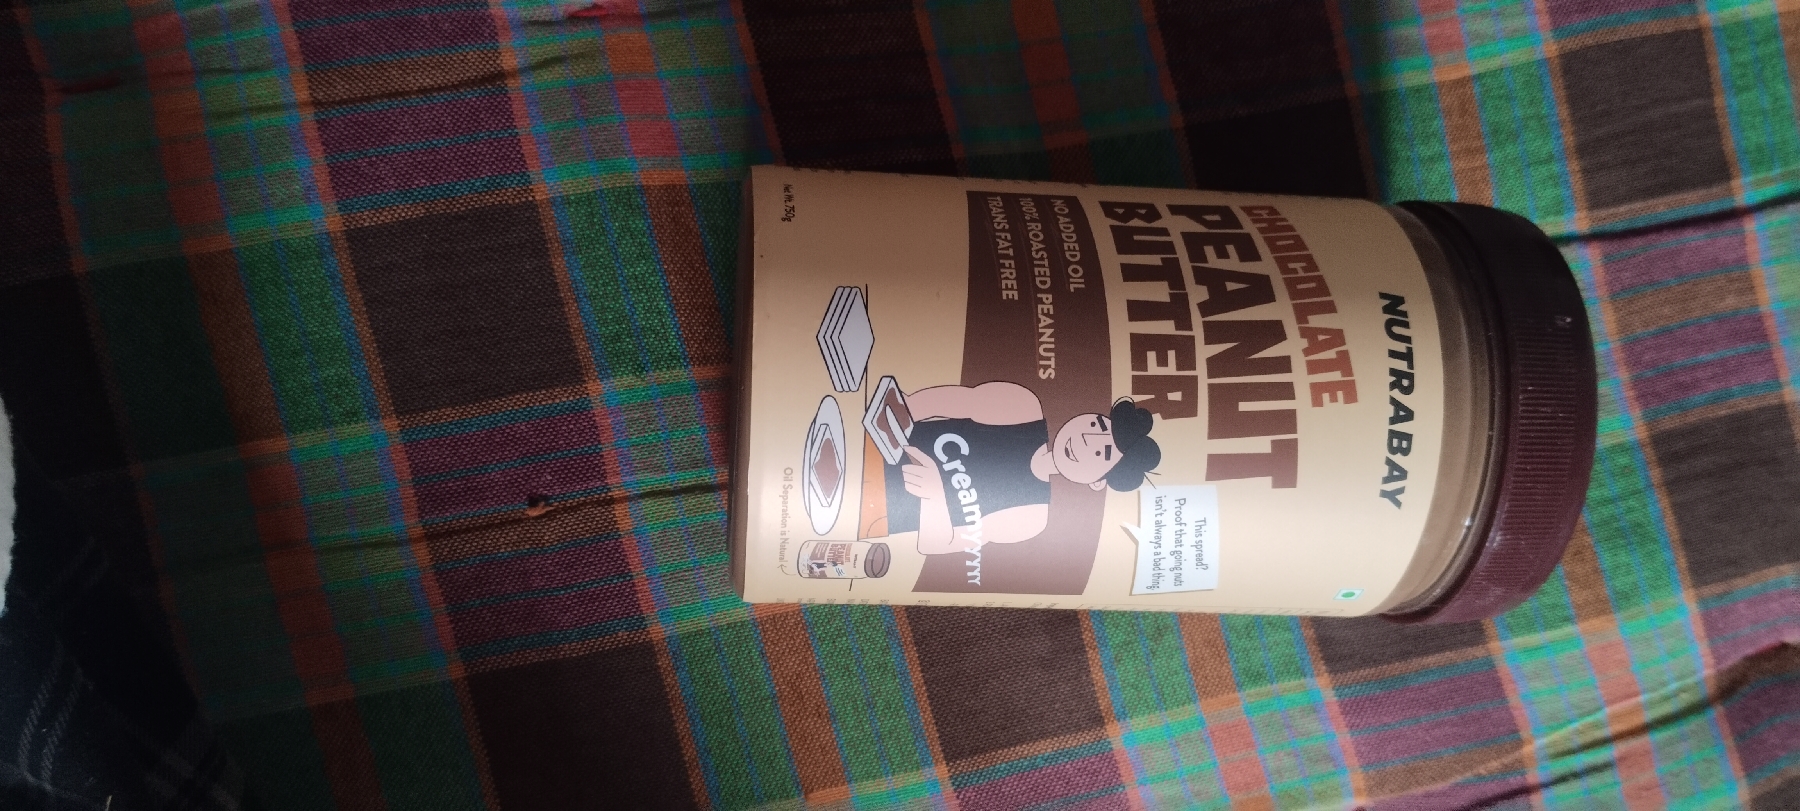 NUTRABAY
CHOCOLATE
PEANUT
BUTTER
This spread?
Proof that going nuts
isn't always a bad thing
NO ADDED OIL
100% ROASTED PEANUTS
TRANS FAT FREE
Creamyyyy
Oil Separation is Natural
Net Wt. 750g